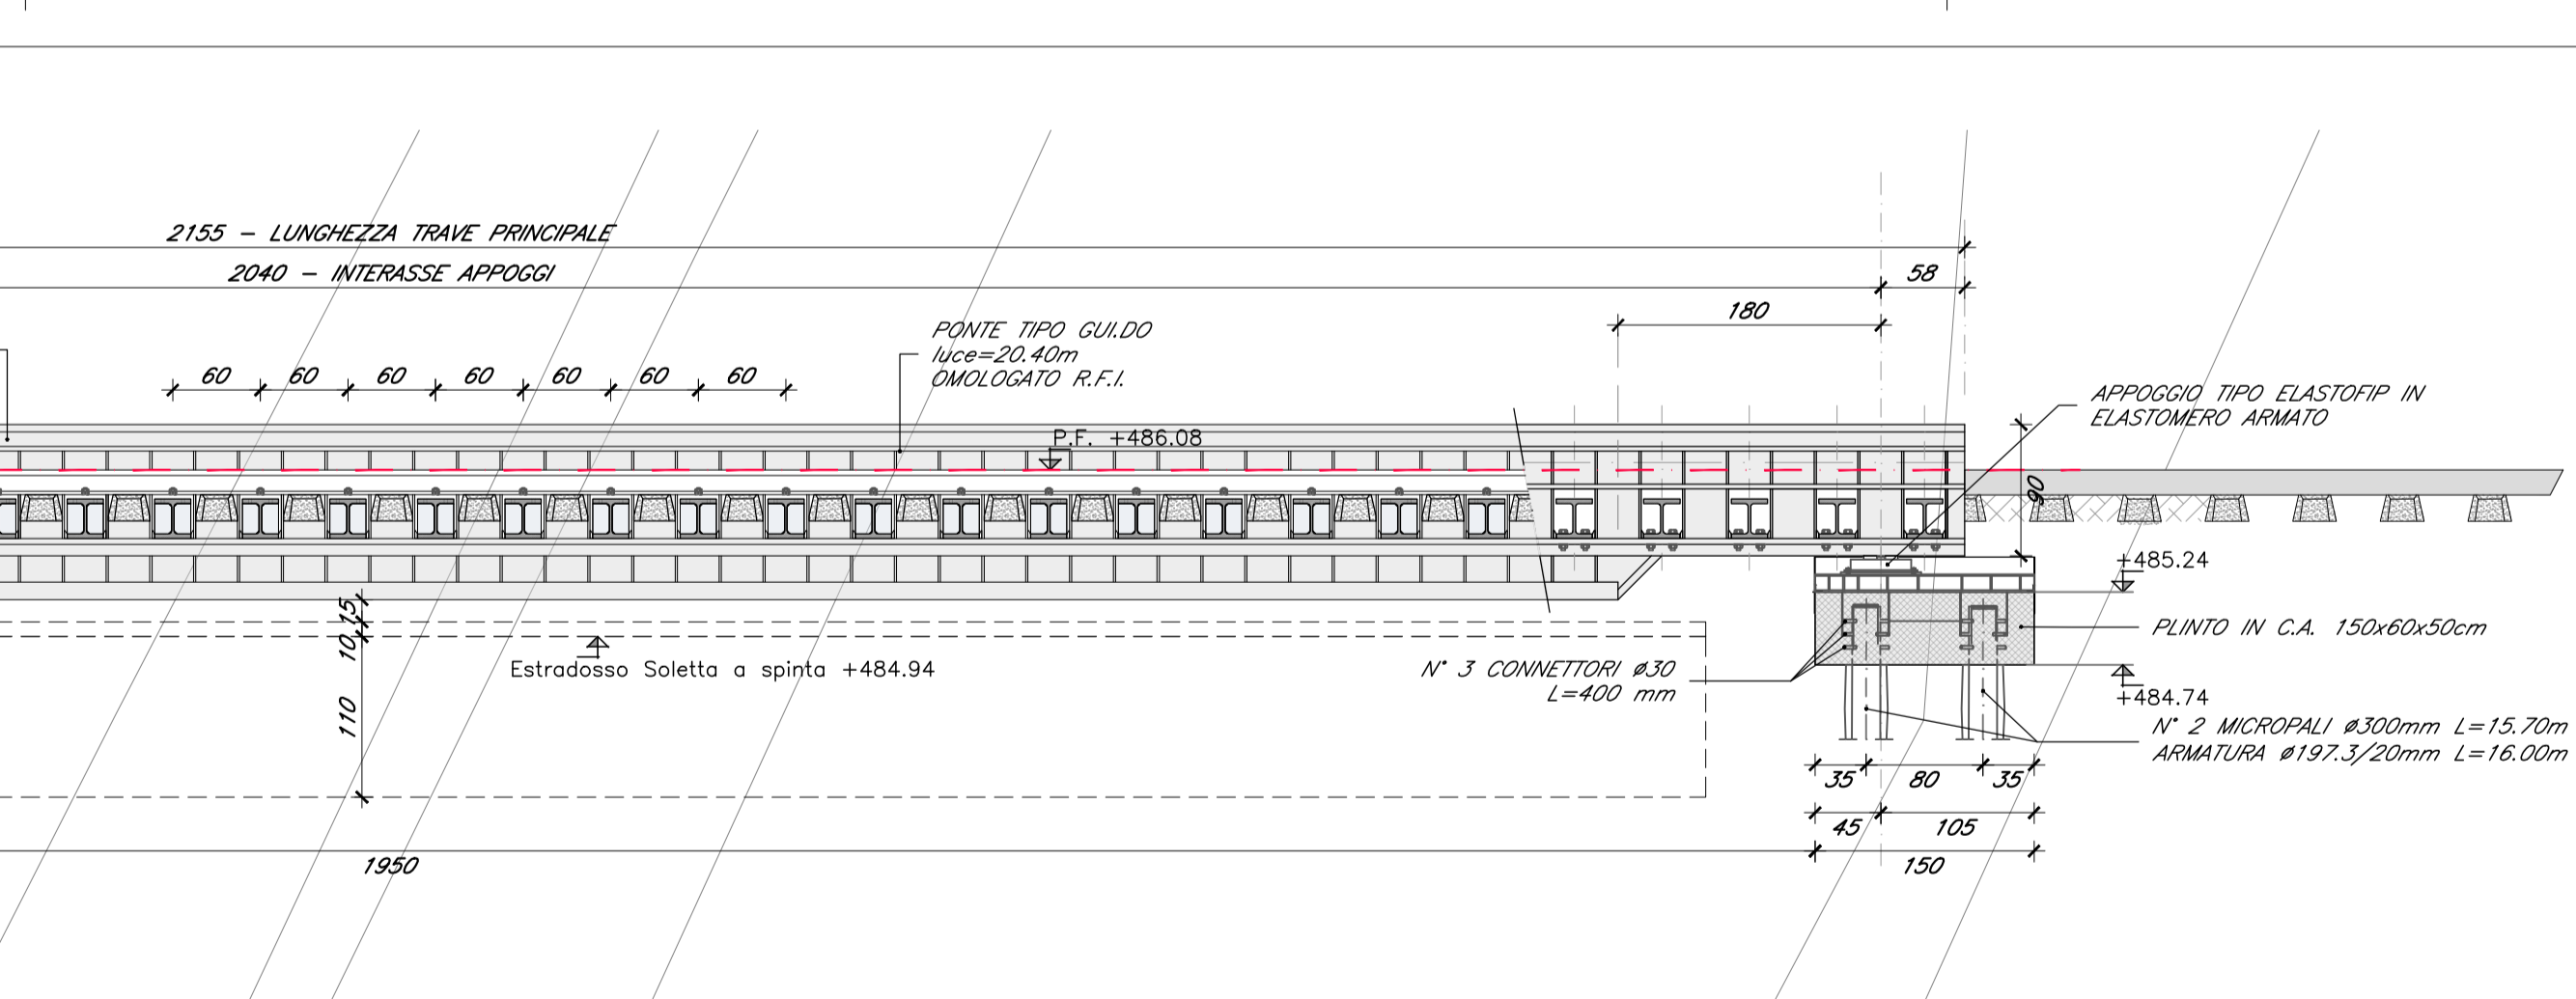 2155 - LUNGHEZZA TRAVE PRINCIPALE
2040 - INTERASSE APPOGGI
58
180
PONTE TIPO GUI.DO
luce=20.40m
OMOLOGATO R.F.I.
60 60 60 60 60 60 60
APPOGGIO TIPO ELASTOFIP IN
ELASTOMERO ARMATO
P.F. +486.08
90
+485.24
15
10
110
Estradosso Soletta a spinta +484.94
PLINTO IN C.A. 150x60x50cm
N° 3 CONNETTORI ø30
L=400 mm
+484.74
N° 2 MICROPALI ø300mm L=15.70m
ARMATURA ø197.3/20mm L=16.00m
35 80 35
45 105
1950
150